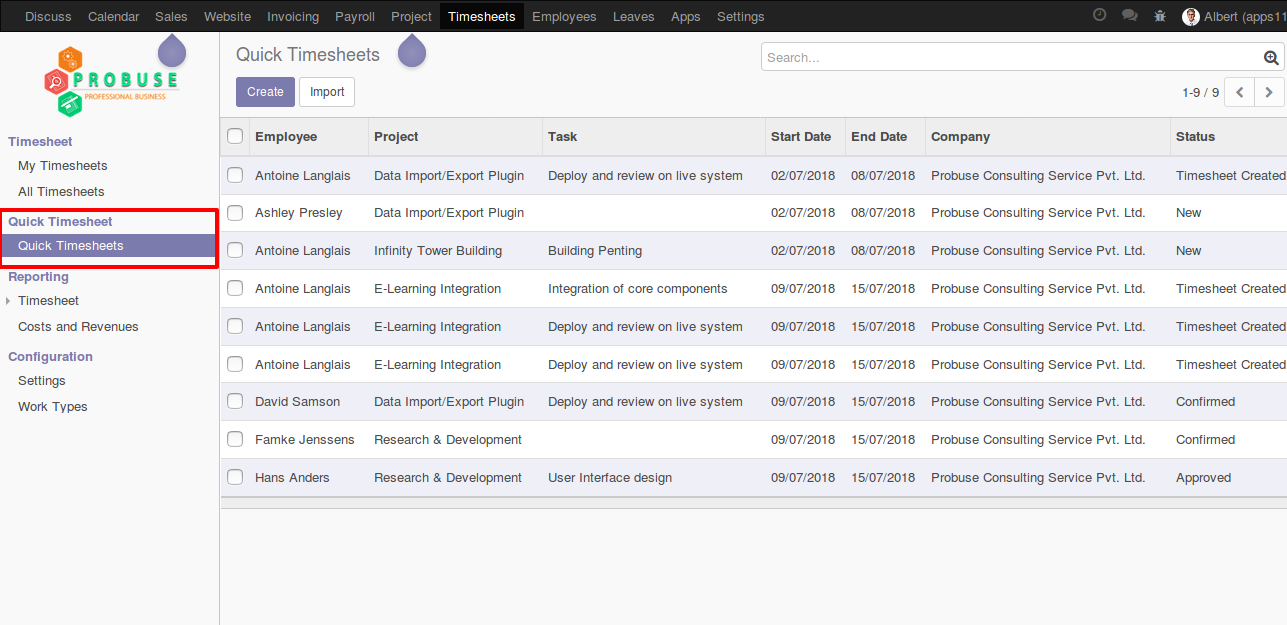 Discuss Calendar Sales Website Invoicing Payroll Project Timesheets Employees Leaves Apps Settings Albert (apps11
PROBUSE
PROFESSIONAL BUSINESS
Timesheet
My Timesheets
All Timesheets
Quick Timesheet
Quick Timesheets
Reporting
Timesheet
Costs and Revenues
Configuration
Settings
Work Types
Quick Timesheets
Search...
Create Import
1-9 / 9
Employee Project Task Start Date End Date Company Status
Antoine Langlais Data Import/Export Plugin Deploy and review on live system 02/07/2018 08/07/2018 Probuse Consulting Service Pvt. Ltd. Timesheet Created
Ashley Presley Data Import/Export Plugin 02/07/2018 08/07/2018 Probuse Consulting Service Pvt. Ltd. New
Antoine Langlais Infinity Tower Building Building Penting 02/07/2018 08/07/2018 Probuse Consulting Service Pvt. Ltd. New
Antoine Langlais E-Learning Integration Integration of core components 09/07/2018 15/07/2018 Probuse Consulting Service Pvt. Ltd. Timesheet Created
Antoine Langlais E-Learning Integration Deploy and review on live system 09/07/2018 15/07/2018 Probuse Consulting Service Pvt. Ltd. Timesheet Created
Antoine Langlais E-Learning Integration Deploy and review on live system 09/07/2018 15/07/2018 Probuse Consulting Service Pvt. Ltd. Timesheet Created
David Samson Data Import/Export Plugin Deploy and review on live system 09/07/2018 15/07/2018 Probuse Consulting Service Pvt. Ltd. Confirmed
Famke Jenssens Research & Development 09/07/2018 15/07/2018 Probuse Consulting Service Pvt. Ltd. Confirmed
Hans Anders Research & Development User Interface design 09/07/2018 15/07/2018 Probuse Consulting Service Pvt. Ltd. Approved